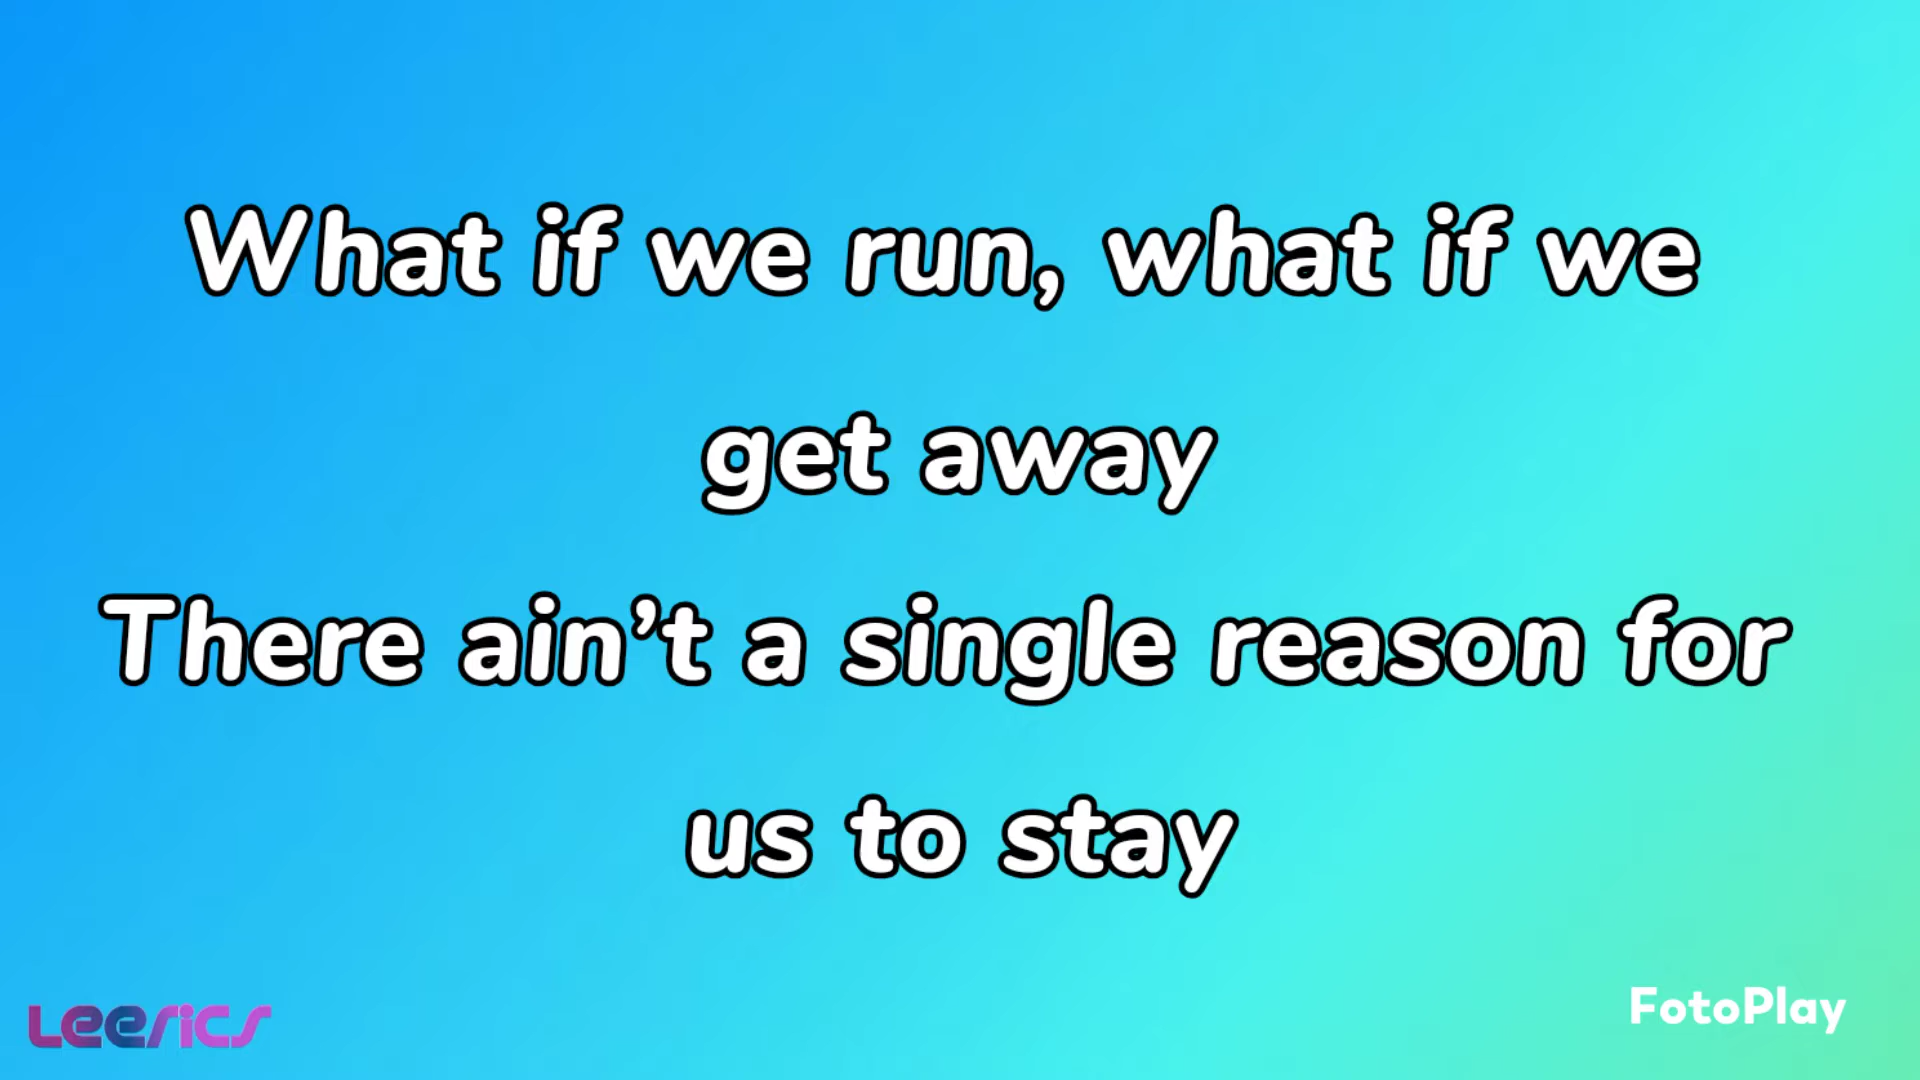 What if we run, what if we
get away
There ain’t a single reason for
us to stay
Leerics
FotoPlay